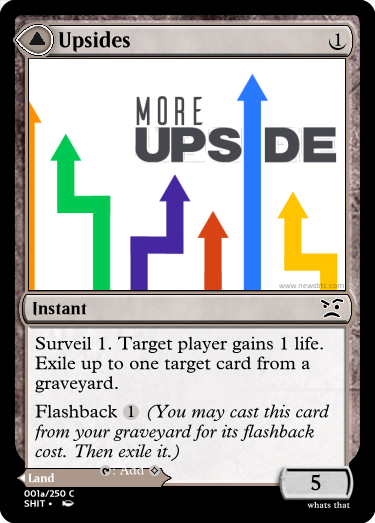 Upsides 1
MORE
UPSIDE
www.newsbtc.com
Instant
Surveil 1. Target player gains 1 life.
Exile up to one target card from a
graveyard.
Flashback 1 (You may cast this card
from your graveyard for its flashback
cost. Then exile it.)
: Add
Land
5
001a/250 C
SHIT •
whats that